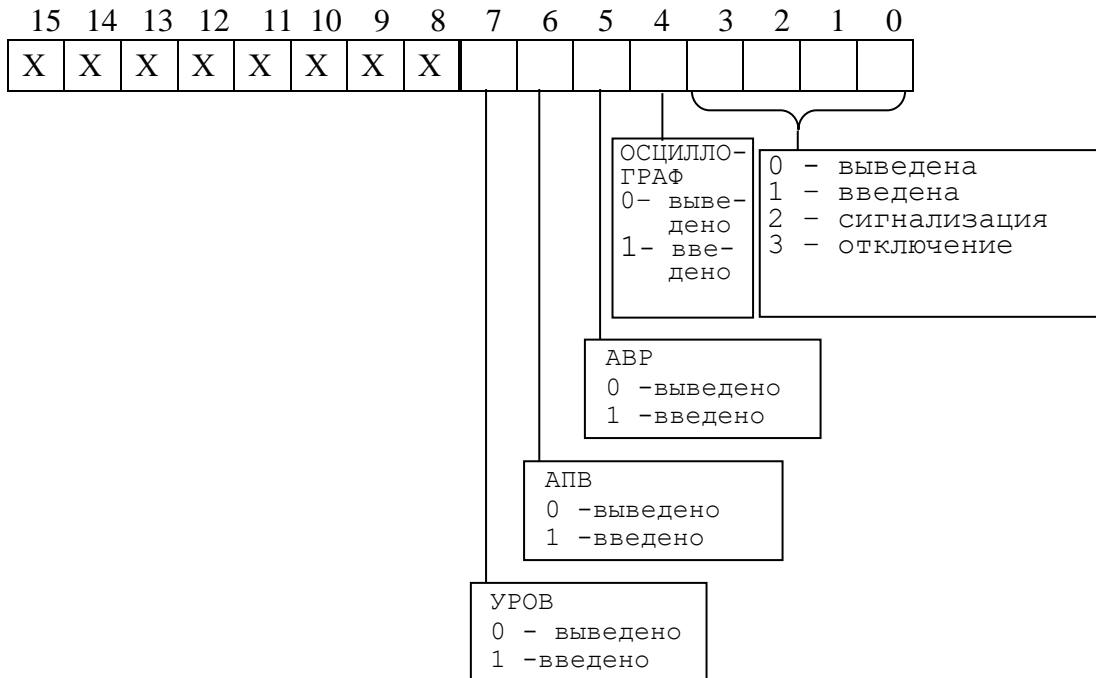 15 14 13 12 11 10 9 8 7 6 5 4 3 2 1 0
X X X X X X X X
ОСЦИЛЛО-
ГРАФ
0- выве-
дено
1- вве-
дено
0 - выведена
1 - введена
2 - сигнализация
3 - отключение
АВР
0 -выведено
1 -введено
АПВ
0 -выведено
1 -введено
УРОВ
0 - выведено
1 -введено